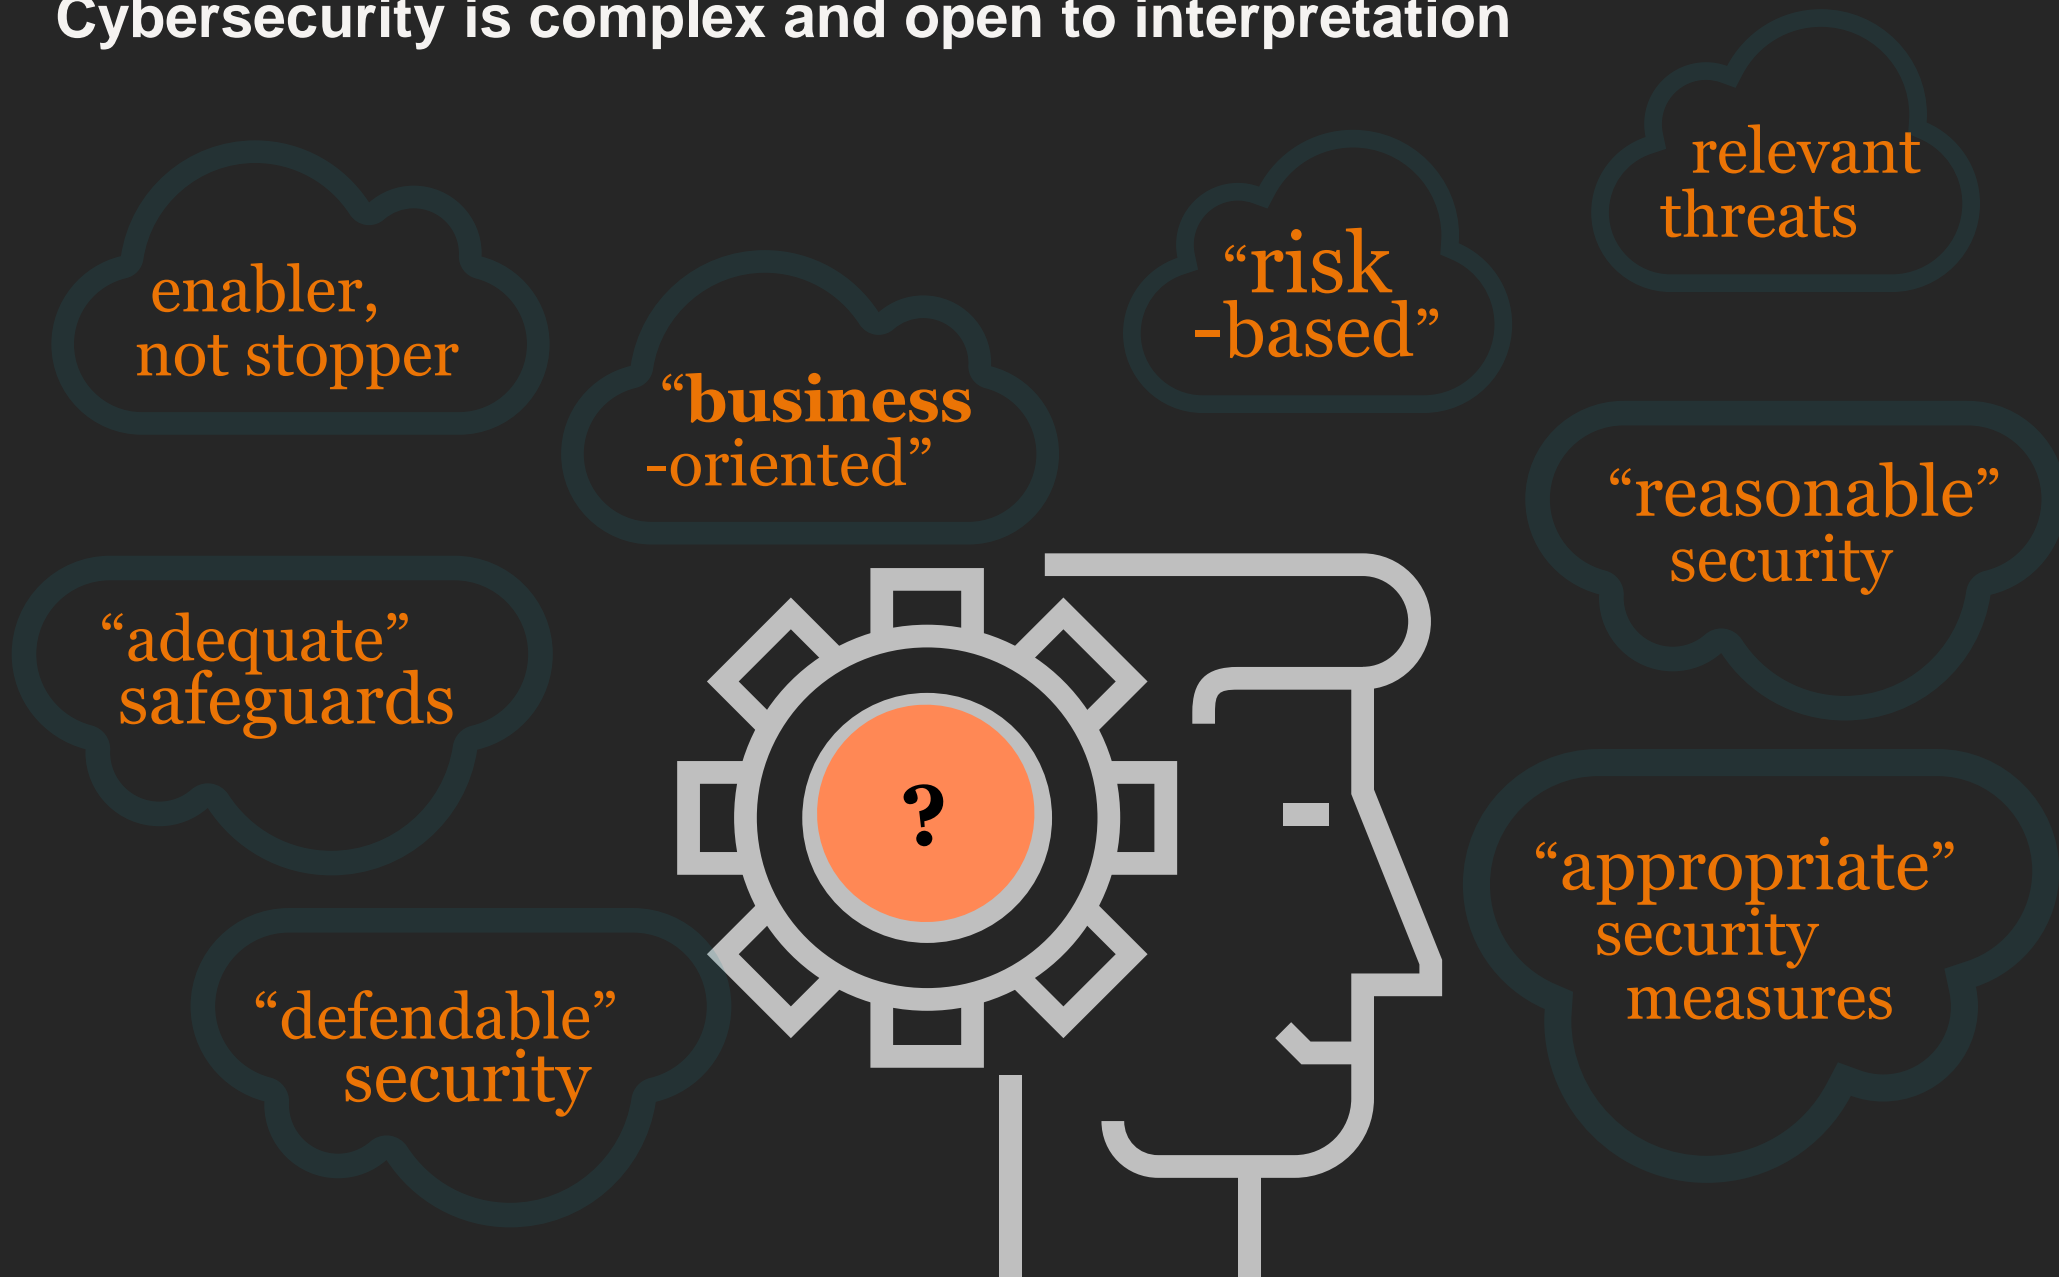 Cybersecurity is complex and open to interpretation
relevant
threats
“risk
-based”
enabler,
not stopper
“business
-oriented”
“reasonable”
security
“adequate”
safeguards
?
“appropriate”
security
measures
“defendable”
security